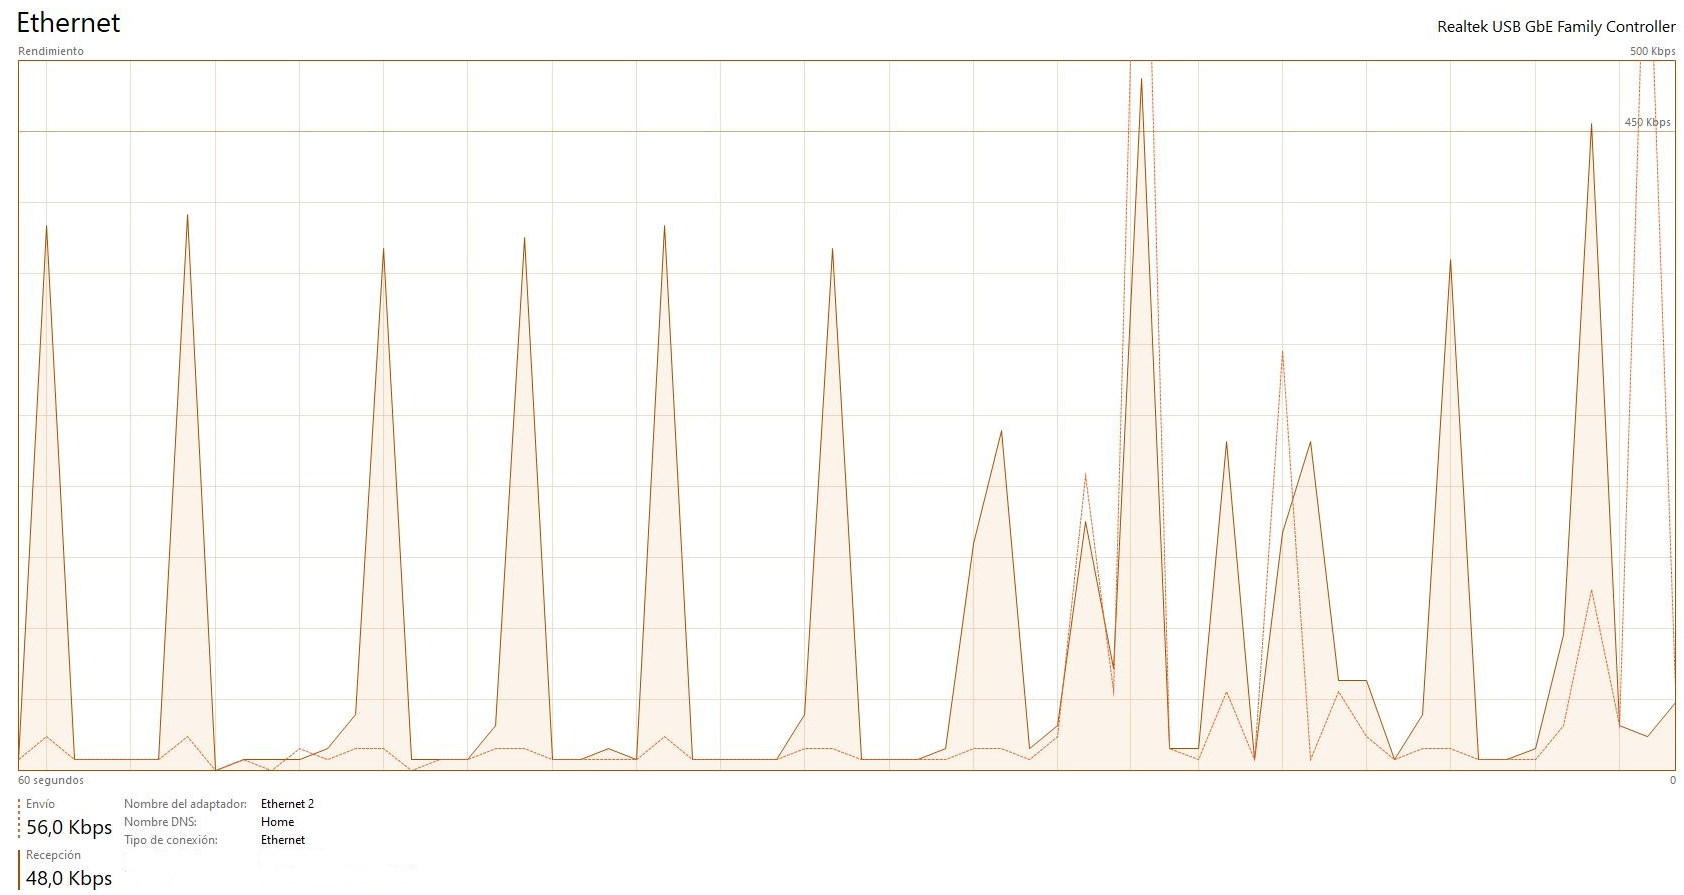 Ethernet
Realtek USB GbE Family Controller
Rendimiento
500 Kbps
450 Kbps
60 segundos
0
Envío
56,0 Kbps
Recepción
48,0 Kbps
Nombre del adaptador: Ethernet 2
Nombre DNS: Home
Tipo de conexión: Ethernet